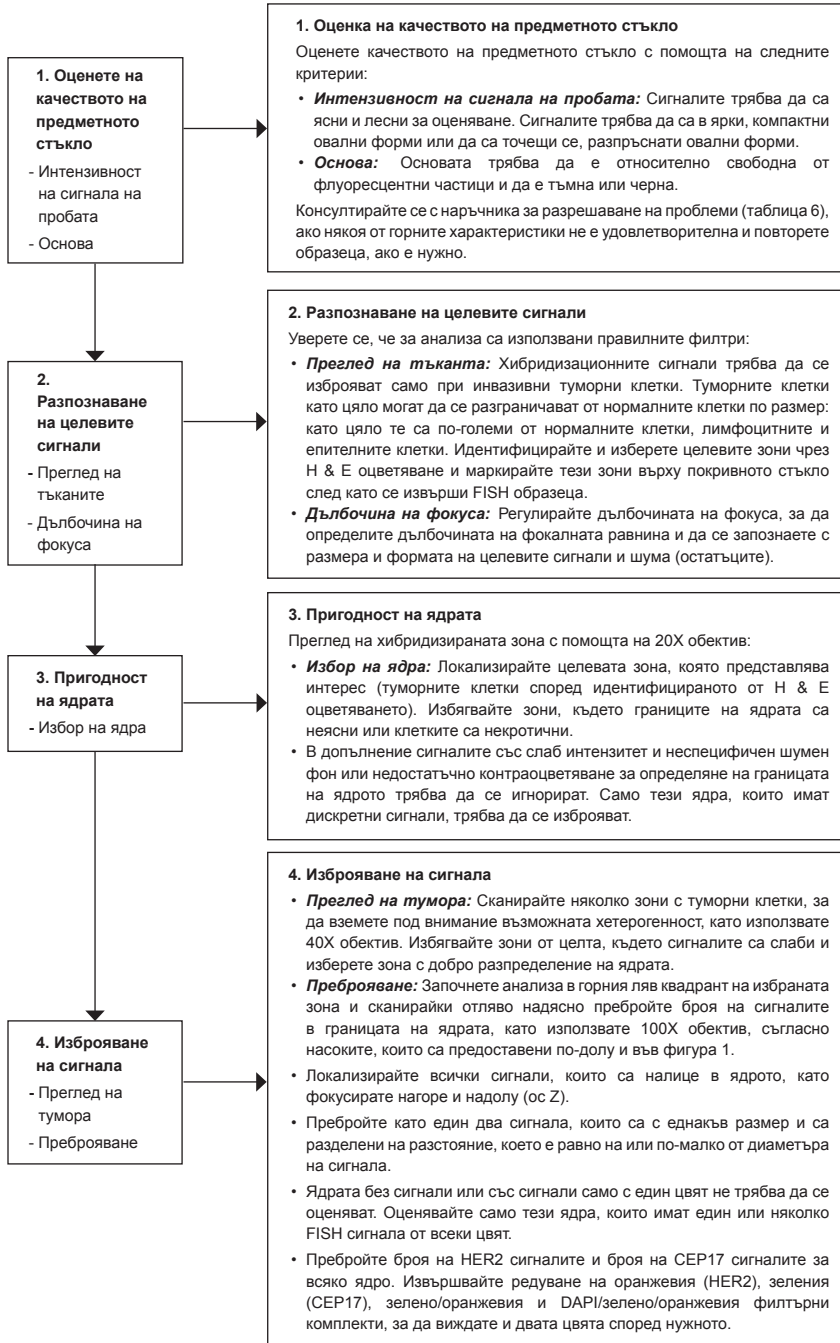 1. Оценете на
качеството на
предметното
стъкло
- Интензивност
на сигнала на
пробата
- Основа
1. Оценка на качеството на предметното стъкло
Оценете качеството на предметното стъкло с помощта на следните
критерии:
• Интензивност на сигнала на пробата: Сигналите трябва да са
ясни и лесни за оценяване. Сигналите трябва да са в ярки, компактни
овални форми или да са точещи се, разпръснати овални форми.
• Основа: Основата трябва да е относително свободна от
флуоресцентни частици и да е тъмна или черна.
Консултирайте се с наръчника за разрешаване на проблеми (таблица 6),
ако някоя от горните характеристики не е удовлетворителна и повторете
образеца, ако е нужно.
2.
Разпознаване
на целевите
сигнали
- Преглед на
тъканите
- Дълбочина на
фокуса
2. Разпознаване на целевите сигнали
Уверете се, че за анализа са използвани правилните филтри:
• Преглед на тъканта: Хибридизационните сигнали трябва да се
изброяват само при инвазивни туморни клетки. Туморните клетки
като цяло могат да се разграничават от нормалните клетки по размер:
като цяло те са по-големи от нормалните клетки, лимфоцитните и
епителните клетки. Идентифицирайте и изберете целевите зони чрез
H & E оцветяване и маркирайте тези зони върху покривното стъкло
след като се извърши FISH образеца.
• Дълбочина на фокуса: Регулирайте дълбочината на фокуса, за да
определите дълбочината на фокалната равнина и да се запознаете с
размера и формата на целевите сигнали и шума (остатъците).
3. Пригодност
на ядрата
- Избор на ядра
3. Пригодност на ядрата
Преглед на хибридизираната зона с помощта на 20X обектив:
• Избор на ядра: Локализирайте целевата зона, която представлява
интерес (туморните клетки според идентифицираното от H & E
оцветяването). Избягвайте зони, където границите на ядрата са
неясни или клетките са некротични.
• В допълнение сигналите със слаб интензитет и неспецифичен шумен
фон или недостатъчно контраоцветяване за определяне на границата
на ядрото трябва да се игнорират. Само тези ядра, които имат
дискретни сигнали, трябва да се изброяват.
4. Изброяване
на сигнала
- Преглед на
тумора
- Преброяване
4. Изброяване на сигнала
• Преглед на тумора: Сканирайте няколко зони с туморни клетки, за
да вземете под внимание възможната хетерогенност, като използвате
40X обектив. Избягвайте зони от целта, където сигналите са слаби и
изберете зона с добро разпределение на ядрата.
• Преброяване: Започнете анализа в горния ляв квадрант на избраната
зона и сканирайки отляво надясно пребройте броя на сигналите
в границата на ядрата, като използвате 100X обектив, съгласно
насоките, които са предоставени по-долу и във фигура 1.
• Локализирайте всички сигнали, които са налице в ядрото, като
фокусирате нагоре и надолу (ос Z).
• Пребройте като един два сигнала, които са с еднакъв размер и са
разделени на разстояние, което е равно на или по-малко от диаметъра
на сигнала.
• Ядрата без сигнали или със сигнали само с един цвят не трябва да се
оценяват. Оценявайте само тези ядра, които имат един или няколко
FISH сигнала от всеки цвят.
• Пребройте броя на HER2 сигналите и броя на CEP17 сигналите за
всяко ядро. Извършвайте редуване на оранжевия (HER2), зеления
(CEP17), зелено/оранжевия и DAPI/зелено/оранжевия филтърни
комплекти, за да виждате и двата цвята според нужното.